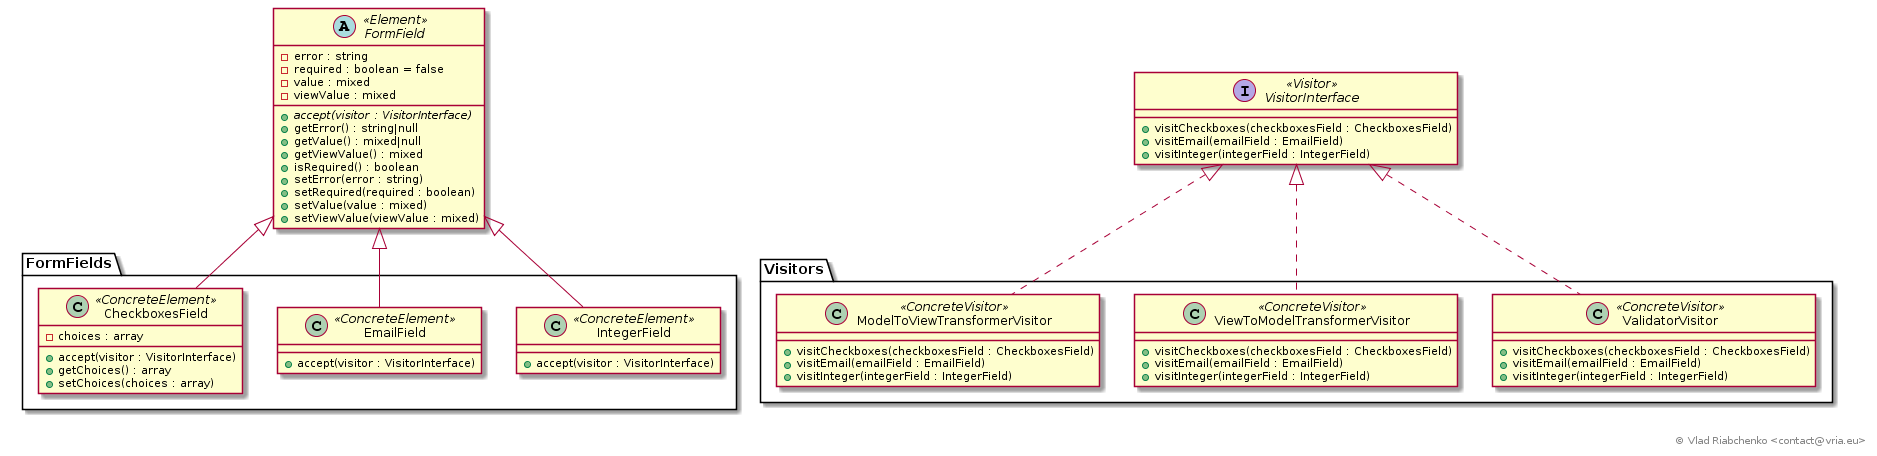 A
«Element»
FormField
error : string
required : boolean = false
value : mixed
viewValue : mixed
accept(visitor : VisitorInterface)
getError() : string|null
getValue() : mixed|null
getViewValue() : mixed
isRequired() : boolean
setError(error : string)
setRequired(required : boolean)
setValue(value : mixed)
setViewValue(viewValue : mixed)
FormFields
C
«ConcreteElement»
CheckboxesField
choices : array
accept(visitor : VisitorInterface)
getChoices() : array
setChoices(choices : array)
C
«ConcreteElement»
EmailField
accept(visitor : VisitorInterface)
C
«ConcreteElement»
IntegerField
accept(visitor : VisitorInterface)
I
«Visitor»
VisitorInterface
visitCheckboxes(checkboxesField : CheckboxesField)
visitEmail(emailField : EmailField)
visitInteger(integerField : IntegerField)
Visitors
C
«ConcreteVisitor»
ModelToViewTransformerVisitor
visitCheckboxes(checkboxesField : CheckboxesField)
visitEmail(emailField : EmailField)
visitInteger(integerField : IntegerField)
C
«ConcreteVisitor»
ViewToModelTransformerVisitor
visitCheckboxes(checkboxesField : CheckboxesField)
visitEmail(emailField : EmailField)
visitInteger(integerField : IntegerField)
C
«ConcreteVisitor»
ValidatorVisitor
visitCheckboxes(checkboxesField : CheckboxesField)
visitEmail(emailField : EmailField)
visitInteger(integerField : IntegerField)
© Vlad Riabchenko <contact@vria.eu>